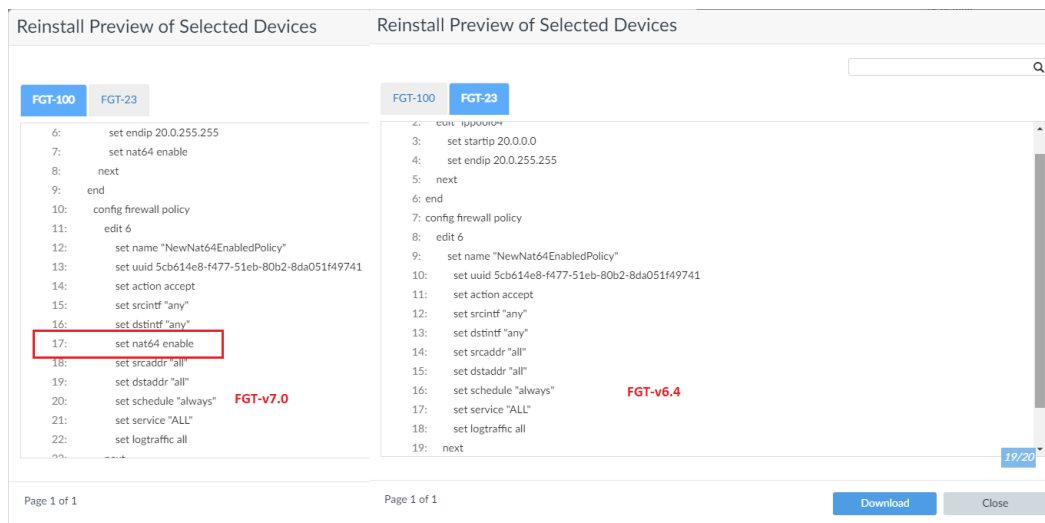 Reinstall Preview of Selected Devices
FGT-100 FGT-23
6: set endip 20.0.255.255
7: set nat64 enable
8: next
9: end
10: config firewall policy
11: edit 6
12: set name "NewNat64EnabledPolicy"
13: set uuid 5cb614e8-f477-51eb-80b2-8da051f49741
14: set action accept
15: set srcintf "any"
16: set dstintf "any"
17: set nat64 enable
18: set srcaddr "all"
19: set dstaddr "all"
20: set schedule "always" FGT-v7.0
21: set service "ALL"
22: set logtraffic all
Page 1 of 1
Reinstall Preview of Selected Devices
FGT-100 FGT-23
2: edit "ippool64"
3: set startip 20.0.0.0
4: set endip 20.0.255.255
5: next
6: end
7: config firewall policy
8: edit 6
9: set name "NewNat64EnabledPolicy"
10: set uuid 5cb614e8-f477-51eb-80b2-8da051f49741
11: set action accept
12: set srcintf "any"
13: set dstintf "any"
14: set srcaddr "all"
15: set dstaddr "all"
16: set schedule "always" FGT-v6.4
17: set service "ALL"
18: set logtraffic all
19: next
19/20
Page 1 of 1
Download Close